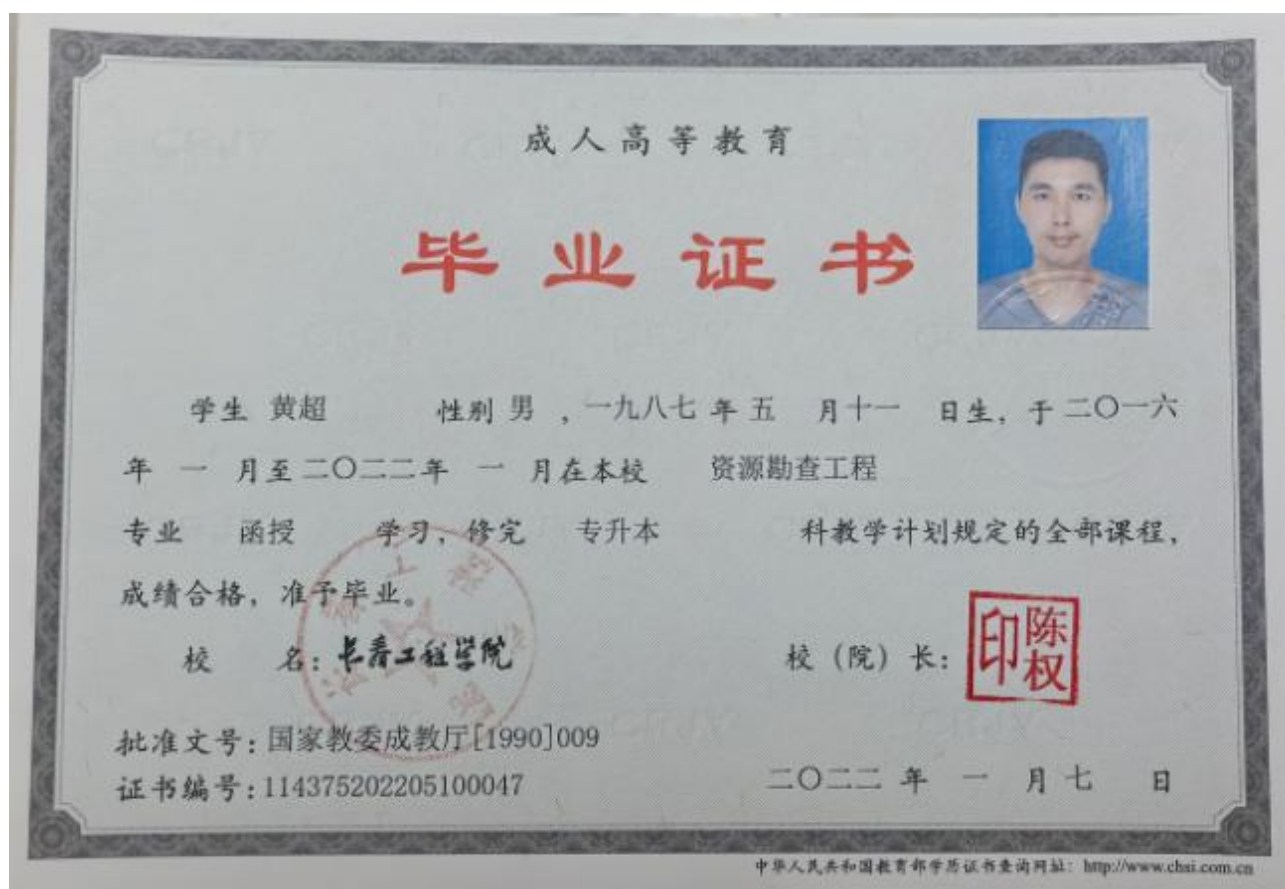 成人高等教育
毕业证书
学生 黄超 性别 男 ，一九八七 年 五 月 十一 日生，于 二〇一六
年 一 月至 二〇二二 年 一 月在本校 资源勘查工程
专业 函授 学习，修完 专升本 科教学计划规定的全部课程，
成绩合格，准予毕业。
校 名：长春工程学院
校（院）长：
陈权印
批准文号：国家教委成教厅[1990]009
证书编号：114375202205100047
二〇二二 年 一 月 七 日
中华人民共和国教育部学历证书查询网址：http://www.chsi.com.cn